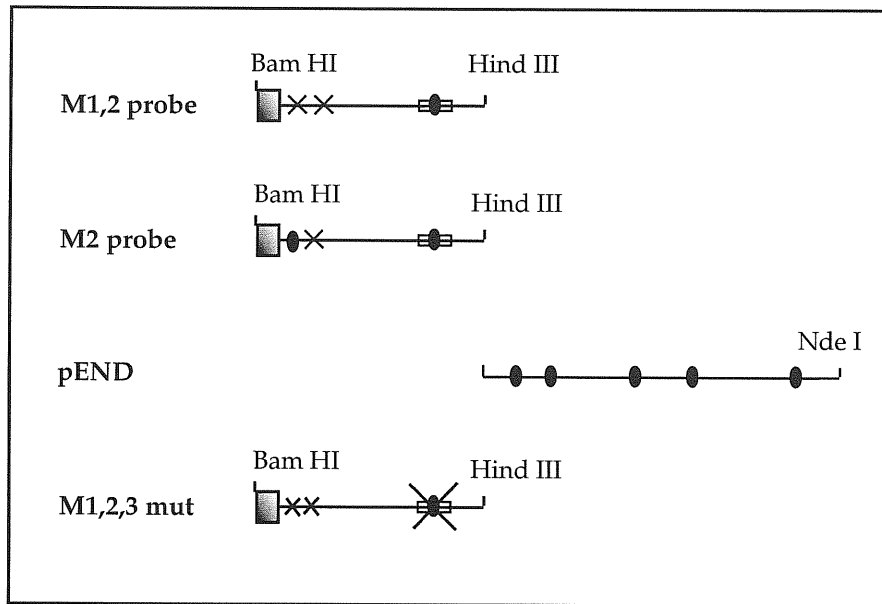 Bam HI Hind III
M1,2 probe
Bam HI Hind III
M2 probe
Nde I
pEND
Bam HI Hind III
M1,2,3 mut